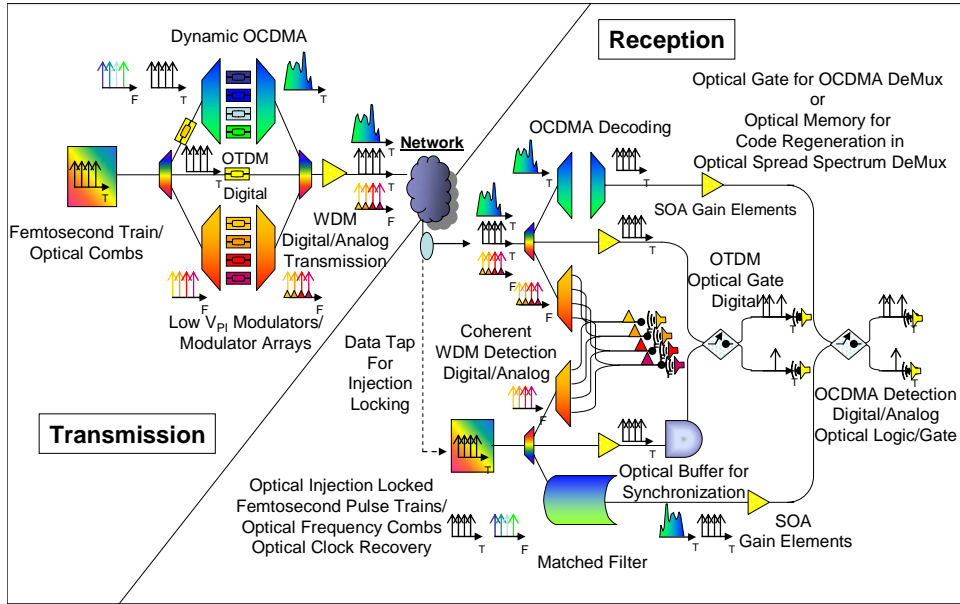 Dynamic OCDMA
Reception
F
T
T
Optical Gate for OCDMA DeMux
or
Optical Memory for
Code Regeneration in
Optical Spread Spectrum DeMux
OCDMA Decoding
T
Network
T
T
T
OTDM
T
T
T
Digital
F
SOA Gain Elements
WDM
Digital/Analog
Transmission
Femtosecond Train/
Optical Combs
T
T
T
F
OTDM
Optical Gate
Digital
F
F
F
T
Low VPI Modulators/
Modulator Arrays
Coherent
WDM Detection
Digital/Analog
Data Tap
For
Injection
Locking
T
T
T
F
OCDMA Detection
Digital/Analog
Optical Logic/Gate
Transmission
T
T
Optical Buffer for
Synchronization
Optical Injection Locked
Femtosecond Pulse Trains/
Optical Frequency Combs
Optical Clock Recovery
T
F
T
T
SOA
Gain Elements
Matched Filter